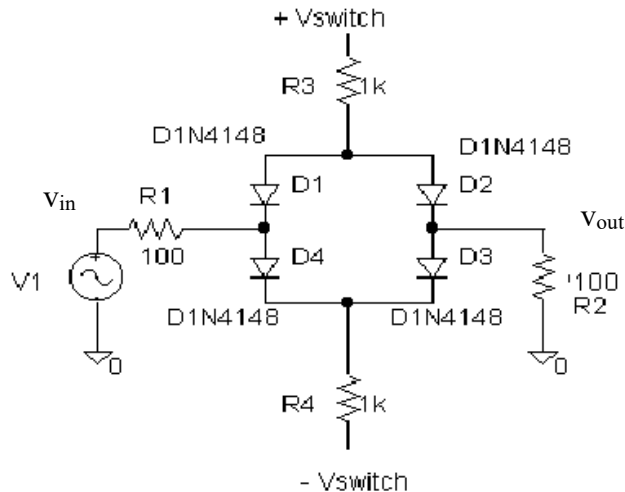 + Vswitch
R3
1k
D1N4148
D1N4148
D1
D2
Vin
R1
100
Vout
V1
D4
D3
'100
R2
D1N4148
D1N4148
0
0
R4
1k
- Vswitch